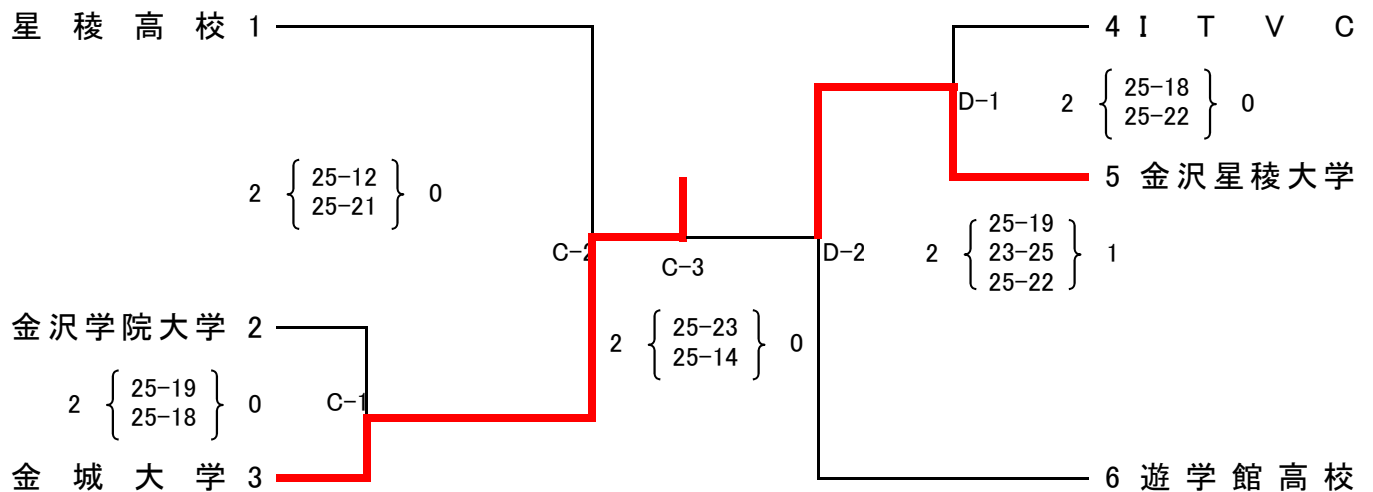 星稜高校 1
4 ITVC
D-1
2 { 25-18 } 0
25-22
2 { 25-12 } 0
25-21
5 金沢星稜大学
C-2
C-3
D-2
2 { 25-19 } 1
23-25
25-22
金沢学院大学 2
2 { 25-23 } 0
25-14
2 { 25-19 } 0
25-18
C-1
金城大学 3
6 遊学館高校